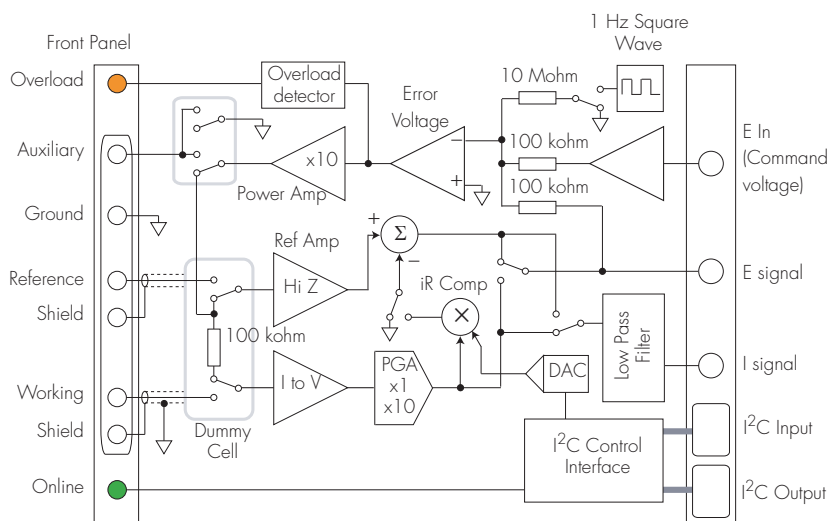 1 Hz Square
Wave
Front Panel
Overload
Overload
detector
10 Mohm
Error
Voltage
Auxiliary
x10
100 kohm
E In
(Command
voltage)
Power Amp
100 kohm
Ground
+
−
+
Σ
−
Ref Amp
Reference
Hi Z
iR Comp
E signal
Shield
×
100 kohm
Low Pass
Filter
I to V
PGA
x1
x10
DAC
I signal
Working
Shield
Dummy
Cell
I²C Control
Interface
I²C Input
Online
I²C Output